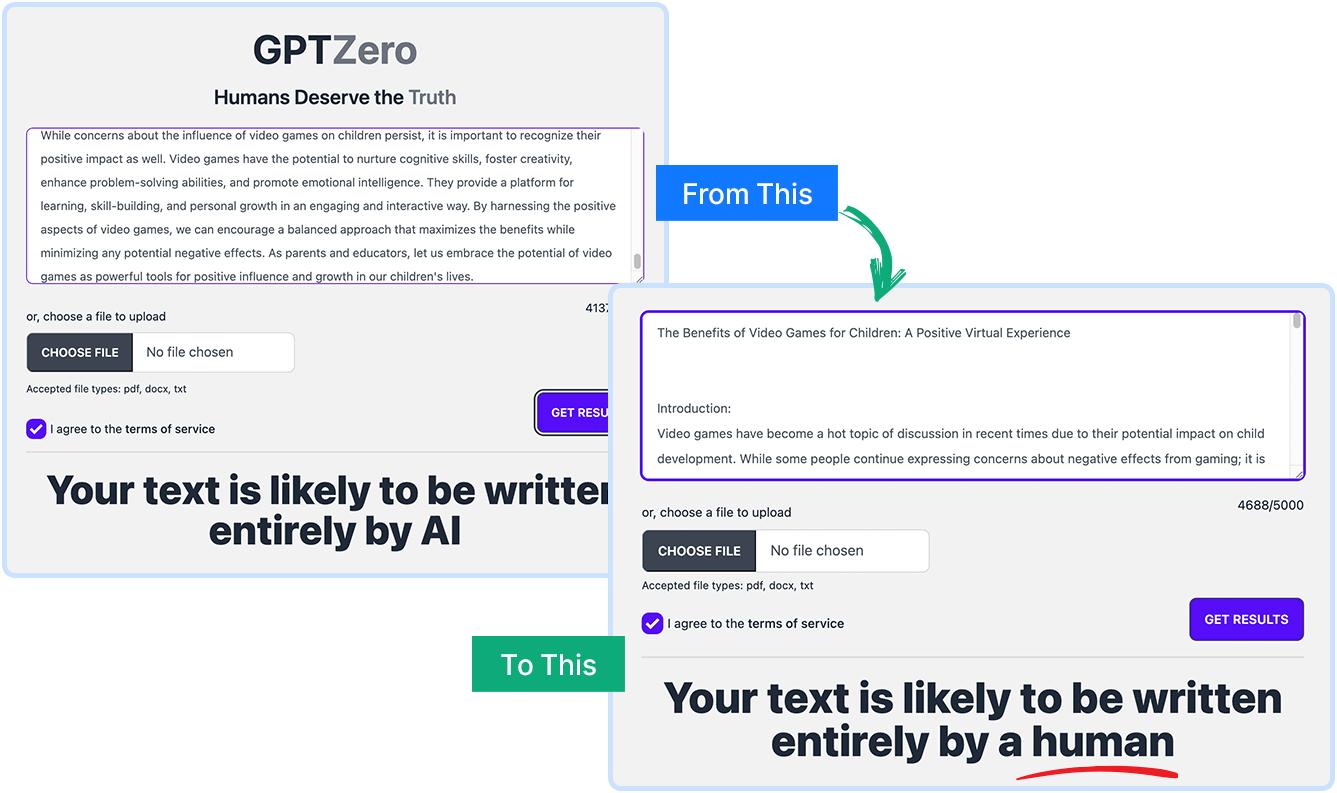 GPTZero
Humans Deserve the Truth
While concerns about the influence of video games on children persist, it is important to recognize their
positive impact as well. Video games have the potential to nurture cognitive skills, foster creativity,
enhance problem-solving abilities, and promote emotional intelligence. They provide a platform for
learning, skill-building, and personal growth in an engaging and interactive way. By harnessing the positive
aspects of video games, we can encourage a balanced approach that maximizes the benefits while
minimizing any potential negative effects. As parents and educators, let us embrace the potential of video
games as powerful tools for positive influence and growth in our children's lives.
4137
or, choose a file to upload
CHOOSE FILE No file chosen
Accepted file types: pdf, docx, txt
GET RESU
I agree to the terms of service
Your text is likely to be written
entirely by AI
From This
The Benefits of Video Games for Children: A Positive Virtual Experience
Introduction:
Video games have become a hot topic of discussion in recent times due to their potential impact on child
development. While some people continue expressing concerns about negative effects from gaming; it is
4688/5000
or, choose a file to upload
CHOOSE FILE No file chosen
Accepted file types: pdf, docx, txt
I agree to the terms of service
GET RESULTS
To This
Your text is likely to be written
entirely by a human